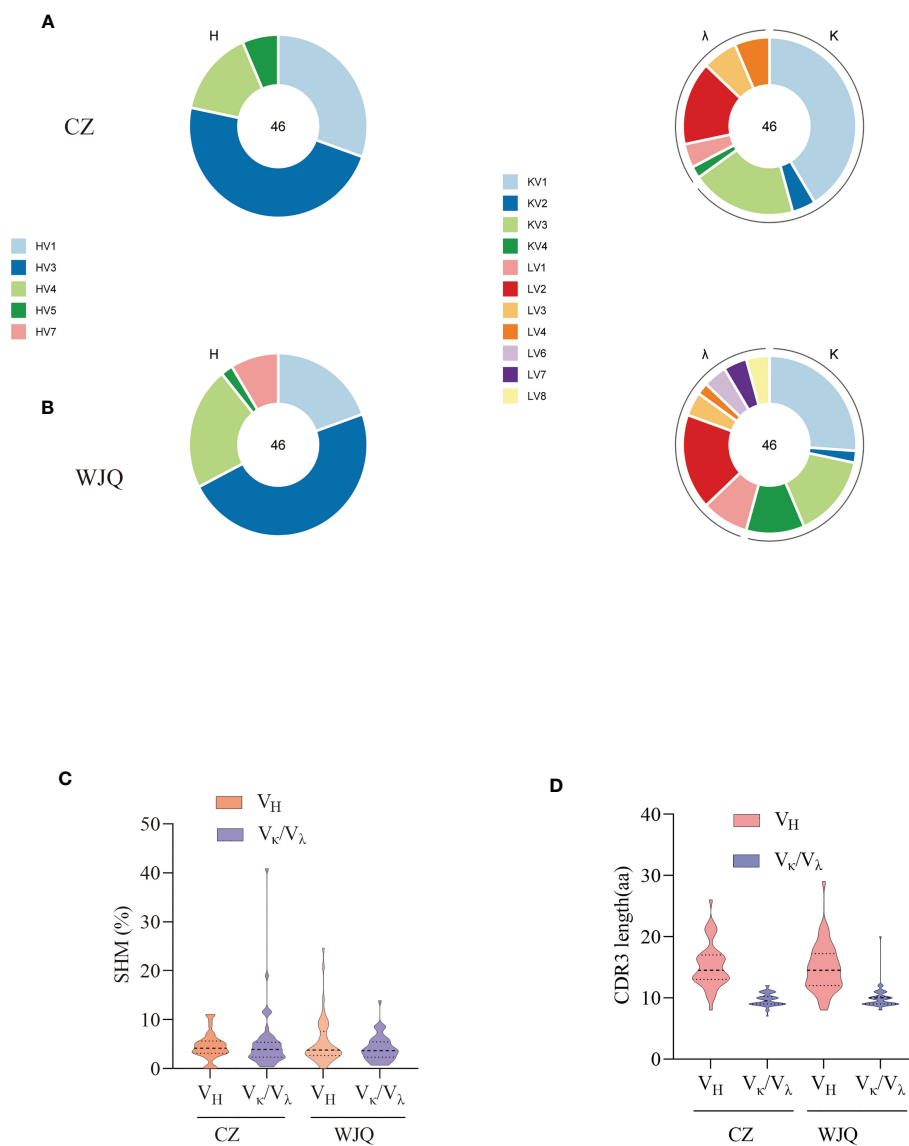 A
H
λ
K
CZ
46
46
HV1
HV3
HV4
HV5
HV7
KV1
KV2
KV3
KV4
LV1
LV2
LV3
LV4
LV6
LV7
LV8
B
H
λ
K
WJQ
46
46
C
V_H
V_κ/V_λ
SHM (%)
50
40
30
20
10
0
V_H
V_κ/V_λ
V_H
V_κ/V_λ
CZ
WJQ
D
V_H
V_κ/V_λ
CDR3 length(aa)
40
30
20
10
0
V_H
V_κ/V_λ
V_H
V_κ/V_λ
CZ
WJQ